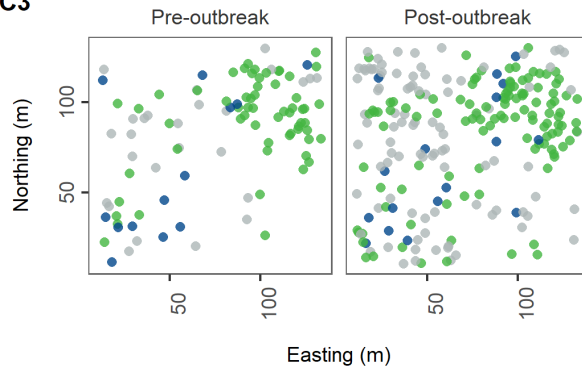 C3
Pre-outbreak Post-outbreak
Northing (m)
100
50
50 100 50 100
Easting (m)